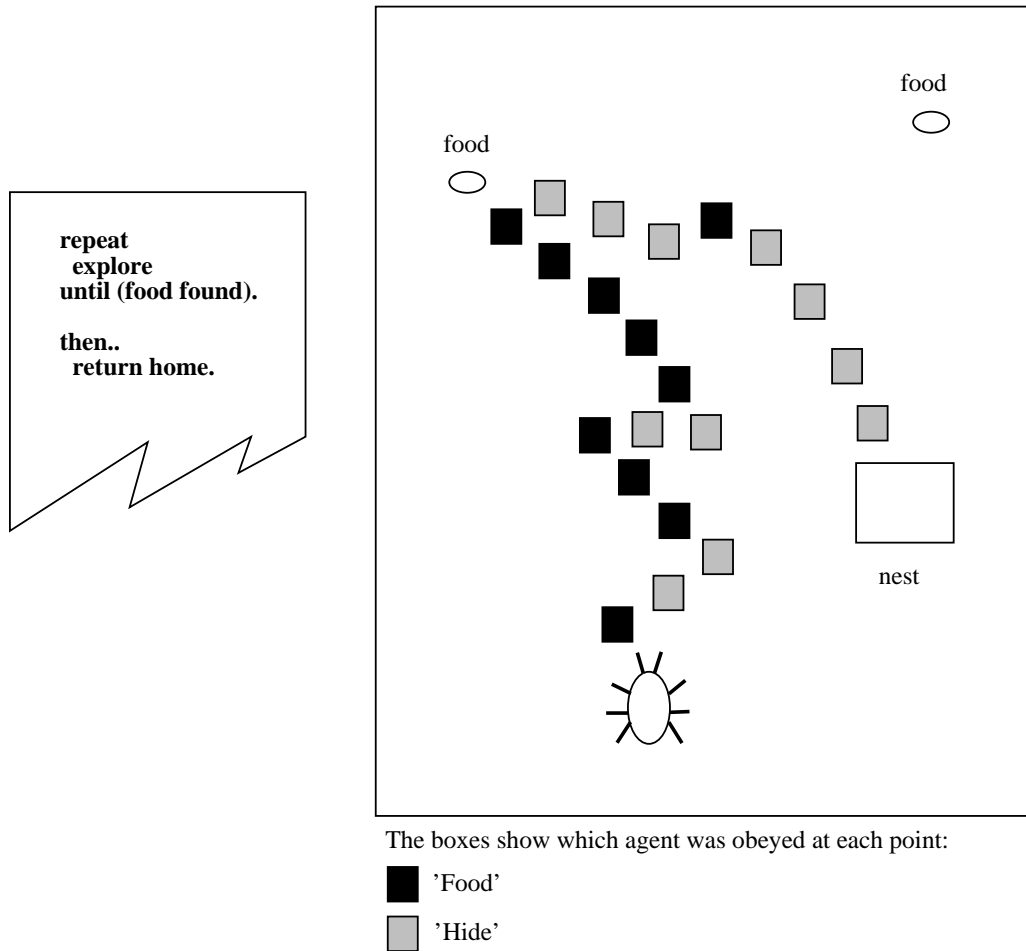 repeat
explore
until (food found).
then..
return home.
food
food
nest
The boxes show which agent was obeyed at each point:
’Food’
’Hide’